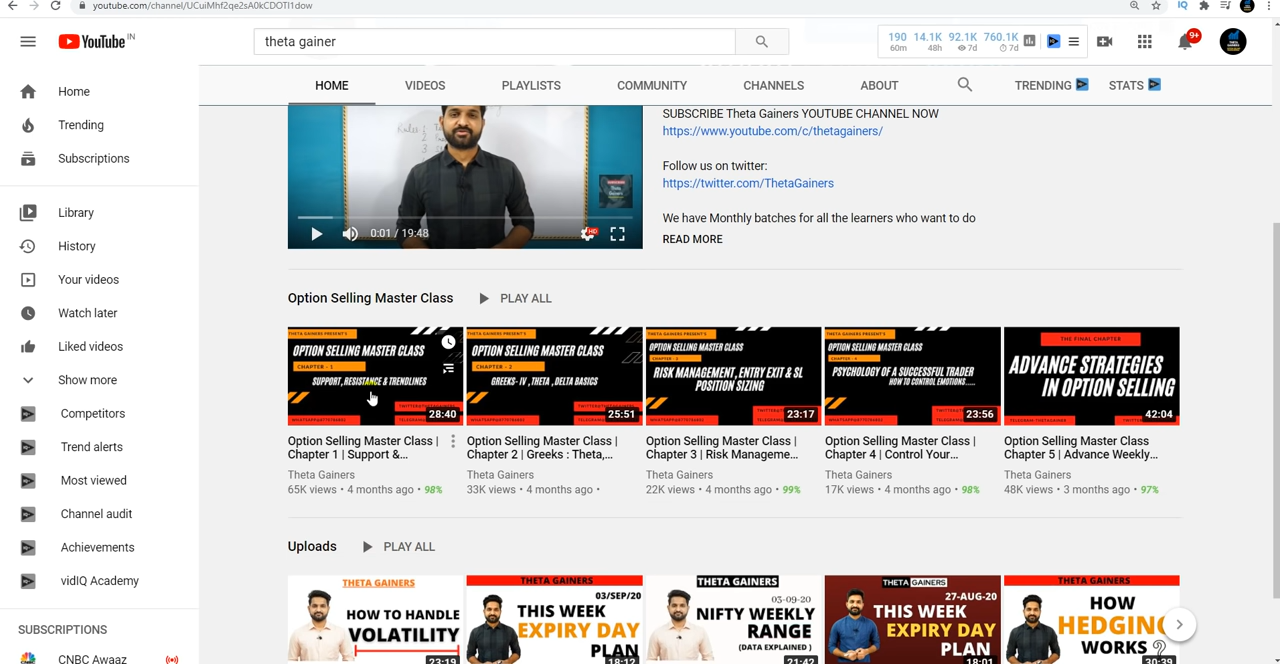 youtube.com/channel/UCuiMhf2qe2sA0kCDOTI1dow
YouTube IN
theta gainer
190 14.1K 92.1K 760.1K
60m 48h 7d 7d
9+
IQ
HOME VIDEOS PLAYLISTS COMMUNITY CHANNELS ABOUT TRENDING STATS
Home
Trending
Subscriptions
Library
History
Your videos
Watch later
Liked videos
Show more
Competitors
Trend alerts
Most viewed
Channel audit
Achievements
vidIQ Academy
SUBSCRIPTIONS
CNBC Awaaz
0:01 / 19:48
HD
SUBSCRIBE Theta Gainers YOUTUBE CHANNEL NOW
https://www.youtube.com/c/thetagainers/
Follow us on twitter:
https://twitter.com/ThetaGainers
We have Monthly batches for all the learners who want to do
READ MORE
Option Selling Master Class PLAY ALL
THETA GAINERS PRESENT'S
OPTION SELLING MASTER CLASS
CHAPTER - 1
SUPPORT, RESISTANCE & TRENDLINES
28:40
Option Selling Master Class |
Chapter 1 | Support &...
Theta Gainers
65K views • 4 months ago • 98%
THETA GAINERS PRESENT'S
OPTION SELLING MASTER CLASS
CHAPTER - 2
GREEKS- IV , THETA , DELTA BASICS
25:51
Option Selling Master Class |
Chapter 2 | Greeks : Theta,...
Theta Gainers
33K views • 4 months ago •
THETA GAINERS PRESENT'S
OPTION SELLING MASTER CLASS
CHAPTER - 3
RISK MANAGEMENT, ENTRY EXIT & SL
POSITION SIZING
23:17
Option Selling Master Class |
Chapter 3 | Risk Manageme...
Theta Gainers
22K views • 4 months ago • 99%
THETA GAINERS PRESENT'S
OPTION SELLING MASTER CLASS
CHAPTER - 4
PSYCHOLOGY OF A SUCCESSFUL TRADER
HOW TO CONTROL EMOTIONS.....
23:56
Option Selling Master Class |
Chapter 4 | Control Your...
Theta Gainers
17K views • 4 months ago • 98%
THE FINAL CHAPTER
ADVANCE STRATEGIES
IN OPTION SELLING
42:04
Option Selling Master Class
Chapter 5 | Advance Weekly...
Theta Gainers
48K views • 3 months ago • 97%
Uploads PLAY ALL
THETA GAINERS
HOW TO HANDLE
VOLATILITY
23:19
THETA GAINERS
03/SEP/20
THIS WEEK
EXPIRY DAY
PLAN
18:12
THETA GAINERS
03-09-20
NIFTY WEEKLY
RANGE
(DATA EXPLAINED )
21:42
THETA GAINERS
27-AUG-20
THIS WEEK
EXPIRY DAY
PLAN
18:01
THETA GAINERS
HOW
HEDGING
WORKS ?
30:39